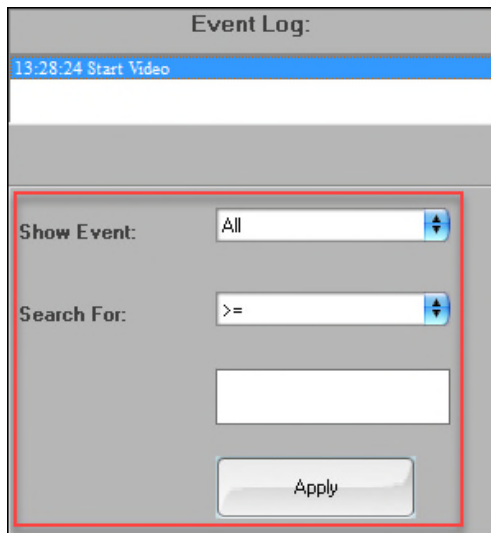 Event Log:
13:28:24 Start Video
Show Event:
All
Search For:
>=
Apply